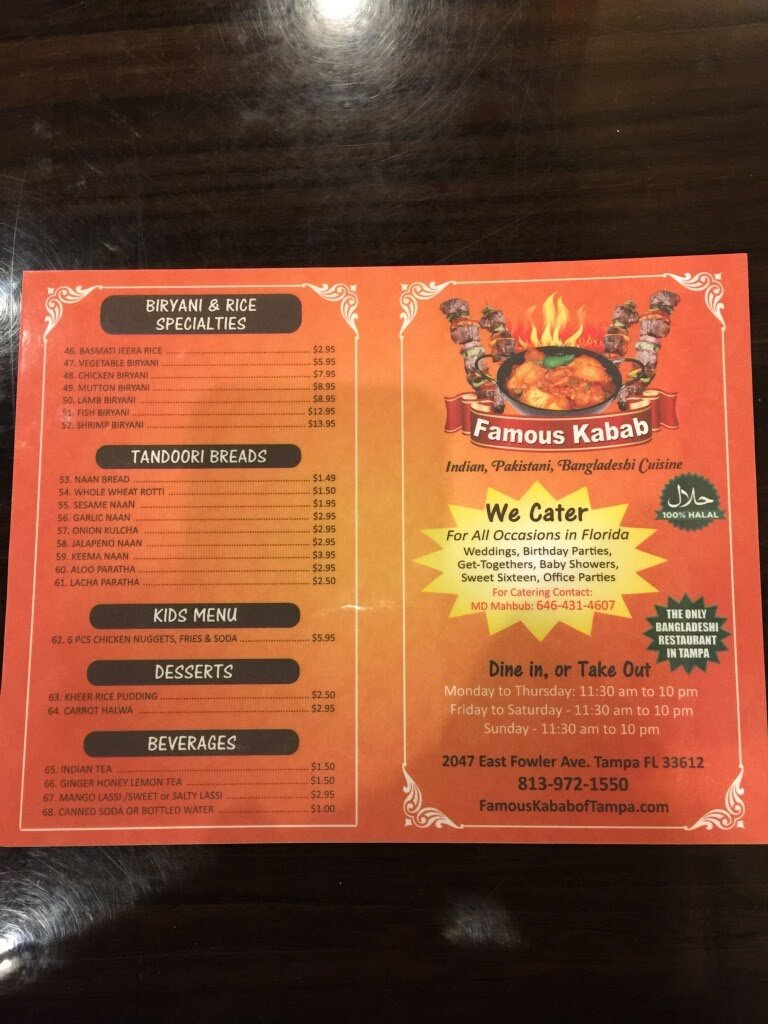 BIRYANI & RICE
SPECIALTIES
46. BASMATI JEERA RICE ........ $2.95
47. VEGETABLE BIRYANI ........ $5.95
48. CHICKEN BIRYANI ........ $7.95
49. MUTTON BIRYANI ........ $8.95
50. LAMB BIRYANI ........ $8.95
51. FISH BIRYANI ........ $12.95
52. SHRIMP BIRYANI ........ $13.95
TANDOORI BREADS
53. NAAN BREAD ........ $1.49
54. WHOLE WHEAT ROTTI ........ $1.50
55. SESAME NAAN ........ $1.95
56. GARLIC NAAN ........ $2.95
57. ONION KULCHA ........ $2.95
58. JALAPENO NAAN ........ $2.95
59. KEEMA NAAN ........ $3.95
60. ALOO PARATHA ........ $2.95
61. LACHA PARATHA ........ $2.50
KIDS MENU
62. 6 PCS CHICKEN NUGGETS, FRIES & SODA ........ $5.95
DESSERTS
63. KHEER RICE PUDDING ........ $2.50
64. CARROT HALWA ........ $2.95
BEVERAGES
65. INDIAN TEA ........ $1.50
66. GINGER HONEY LEMON TEA ........ $1.50
67. MANGO LASSI /SWEET or SALTY LASSI ........ $2.95
68. CANNED SODA OR BOTTLED WATER ........ $1.00
Famous Kabab
Indian, Pakistani, Bangladeshi Cuisine
حلال
100% HALAL
We Cater
For All Occasions in Florida
Weddings, Birthday Parties,
Get-Togethers, Baby Showers,
Sweet Sixteen, Office Parties
For Catering Contact:
MD Mahbub: 646-431-4607
THE ONLY
BANGLADESHI
RESTAURANT
IN TAMPA
Dine in, or Take Out
Monday to Thursday: 11:30 am to 10 pm
Friday to Saturday - 11:30 am to 10 pm
Sunday - 11:30 am to 10 pm
2047 East Fowler Ave. Tampa FL 33612
813-972-1550
FamousKababofTampa.com